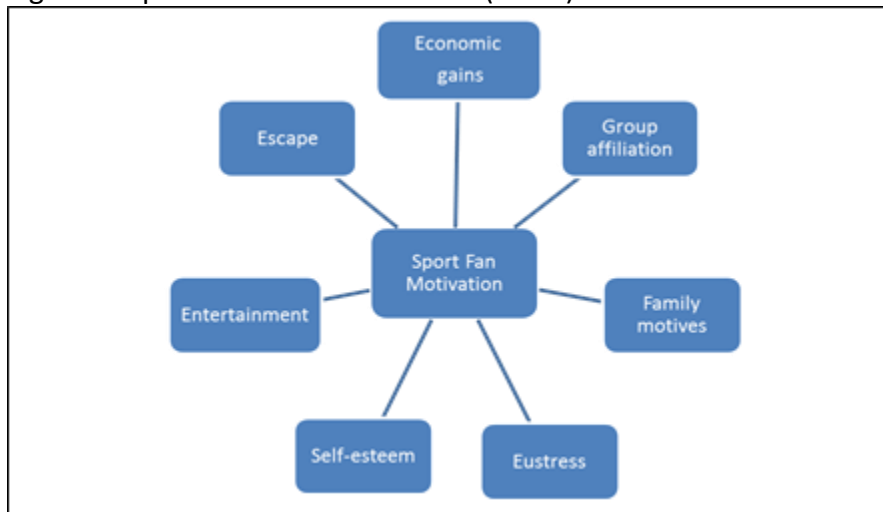 Economic
gains
Escape
Group
affiliation
Sport Fan
Motivation
Entertainment
Family
motives
Self-esteem
Eustress